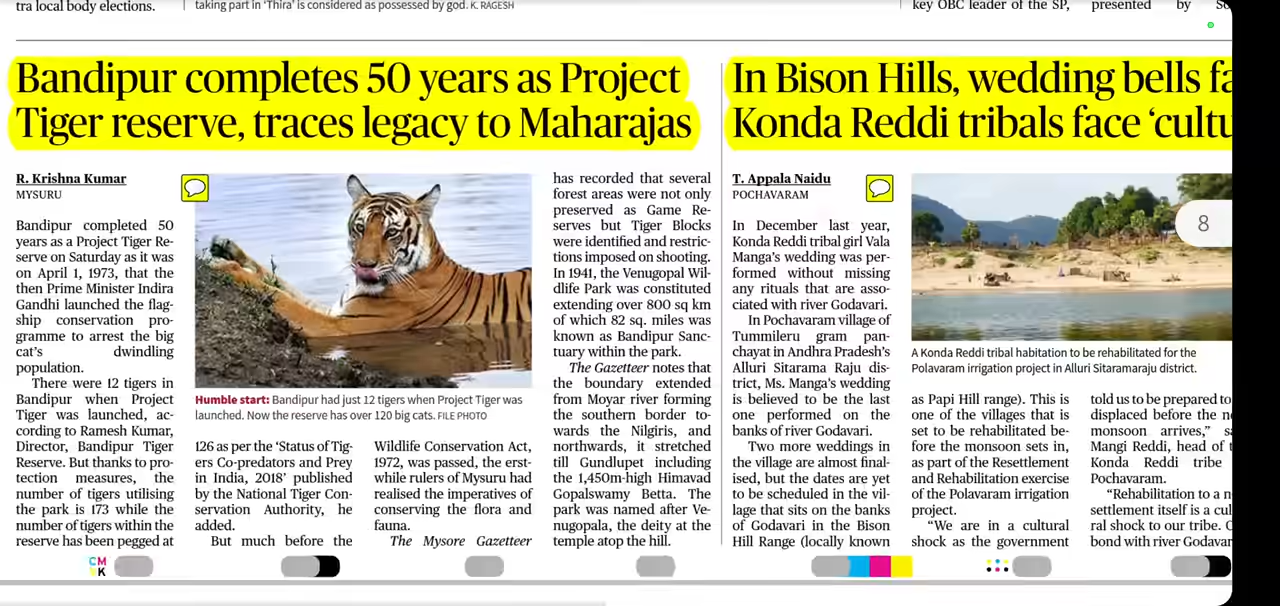 tra local body elections.
taking part in 'Thira' is considered as possessed by god. K. RAGESH
key OBC leader of the SP,
presented by
Bandipur completes 50 years as Project
Tiger reserve, traces legacy to Maharajas
R. Krishna Kumar
MYSURU
Bandipur completed 50
years as a Project Tiger Re-
serve on Saturday as it was
on April 1, 1973, that the
then Prime Minister Indira
Gandhi launched the flag-
ship conservation pro-
gramme to arrest the big
cat's dwindling
population.
There were 12 tigers in
Bandipur when Project
Tiger was launched, ac-
cording to Ramesh Kumar,
Director, Bandipur Tiger
Reserve. But thanks to pro-
tection measures, the
number of tigers utilising
the park is 173 while the
number of tigers within the
reserve has been pegged at
Humble start: Bandipur had just 12 tigers when Project Tiger was
launched. Now the reserve has over 120 big cats. FILE PHOTO
126 as per the 'Status of Tig-
ers Co-predators and Prey
in India, 2018' published
by the National Tiger Con-
servation Authority, he
added.
But much before the
Wildlife Conservation Act,
1972, was passed, the erst-
while rulers of Mysuru had
realised the imperatives of
conserving the flora and
fauna.
The Mysore Gazetteer
has recorded that several
forest areas were not only
preserved as Game Re-
serves but Tiger Blocks
were identified and restric-
tions imposed on shooting.
In 1941, the Venugopal Wil-
dlife Park was constituted
extending over 800 sq km
of which 82 sq. miles was
known as Bandipur Sanc-
tuary within the park.
The Gazetteer notes that
the boundary extended
from Moyar river forming
the southern border to-
wards the Nilgiris, and
northwards, it stretched
till Gundlupet including
the 1,450m-high Himavad
Gopalswamy Betta. The
park was named after Ve-
nugopala, the deity at the
temple atop the hill.
In Bison Hills, wedding bells fa
Konda Reddi tribals face 'cultu
T. Appala Naidu
POCHAVARAM
In December last year,
Konda Reddi tribal girl Vala
Manga's wedding was per-
formed without missing
any rituals that are asso-
ciated with river Godavari.
In Pochavaram village of
Tummileru gram pan-
chayat in Andhra Pradesh's
Alluri Sitarama Raju dis-
trict, Ms. Manga's wedding
is believed to be the last
one performed on the
banks of river Godavari.
Two more weddings in
the village are almost final-
ised, but the dates are yet
to be scheduled in the vil-
lage that sits on the banks
of Godavari in the Bison
Hill Range (locally known
8
A Konda Reddi tribal habitation to be rehabilitated for the
Polavaram irrigation project in Alluri Sitaramaraju district.
as Papi Hill range). This is
one of the villages that is
set to be rehabilitated be-
fore the monsoon sets in,
as part of the Resettlement
and Rehabilitation exercise
of the Polavaram irrigation
project.
"We are in a cultural
shock as the government
told us to be prepared to
displaced before the
monsoon arrives,"
Mangi Reddi, head of
Konda Reddi tribe
Pochavaram.
"Rehabilitation to a
settlement itself is a cul
ral shock to our tribe.
bond with river Godavar
CM
YK